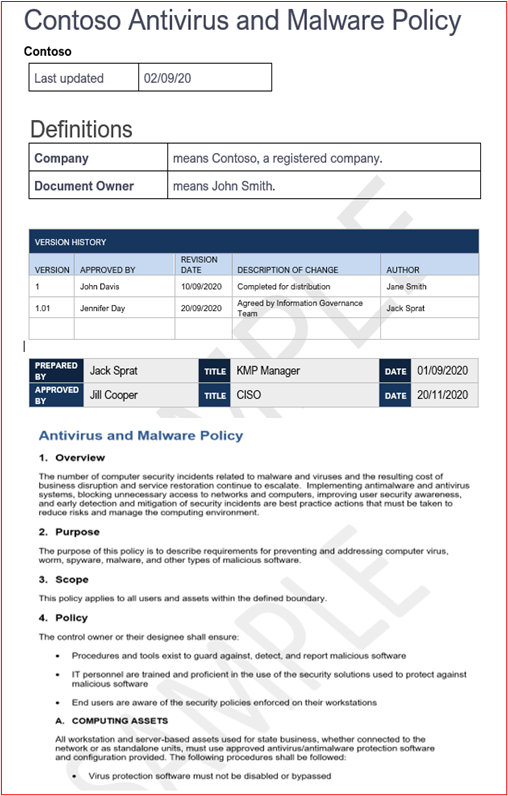 Contoso Antivirus and Malware Policy
Contoso
Last updated 02/09/20
Definitions
Company means Contoso, a registered company.
Document Owner means John Smith.
VERSION HISTORY
VERSION APPROVED BY REVISION DATE DESCRIPTION OF CHANGE AUTHOR
1 John Davis 10/09/2020 Completed for distribution Jane Smith
1.01 Jennifer Day 20/09/2020 Agreed by Information Governance Team Jack Sprat
PREPARED BY Jack Sprat TITLE KMP Manager DATE 01/09/2020
APPROVED BY Jill Cooper TITLE CISO DATE 20/11/2020
Antivirus and Malware Policy
1. Overview
The number of computer security incidents related to malware and viruses and the resulting cost of
business disruption and service restoration continue to escalate. Implementing antimalware and antivirus
systems, blocking unnecessary access to networks and computers, improving user security awareness,
and early detection and mitigation of security incidents are best practice actions that must be taken to
reduce risks and manage the computing environment.
2. Purpose
The purpose of this policy is to describe requirements for preventing and addressing computer virus,
worm, spyware, malware, and other types of malicious software.
3. Scope
This policy applies to all users and assets within the defined boundary.
4. Policy
The control owner or their designee shall ensure:
• Procedures and tools exist to guard against, detect, and report malicious software
• IT personnel are trained and proficient in the use of the security solutions used to protect against
malicious software
• End users are aware of the security policies enforced on their workstations
A. COMPUTING ASSETS
All workstation and server-based assets used for state business, whether connected to the
network or as standalone units, must use approved antivirus/antimalware protection software
and configuration provided. The following procedures shall be followed:
• Virus protection software must not be disabled or bypassed
SAMPLE
SAMPLE